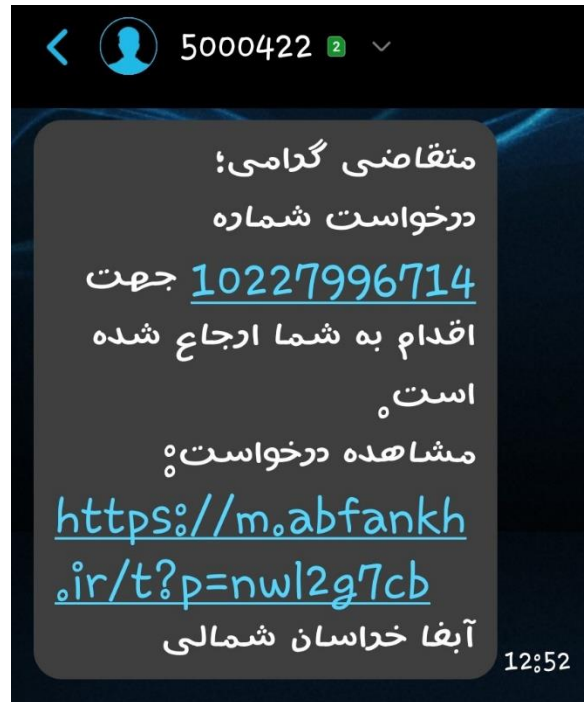 5000422 2
متقاضی گرامی؛
درخواست شماره
10227996714 جهت
اقدام به شما ارجاع شده
است.
مشاهده درخواست:
https://m.abfankh
.ir/t?p=nwl2g7cb
آبفا خراسان شمالی
12:52